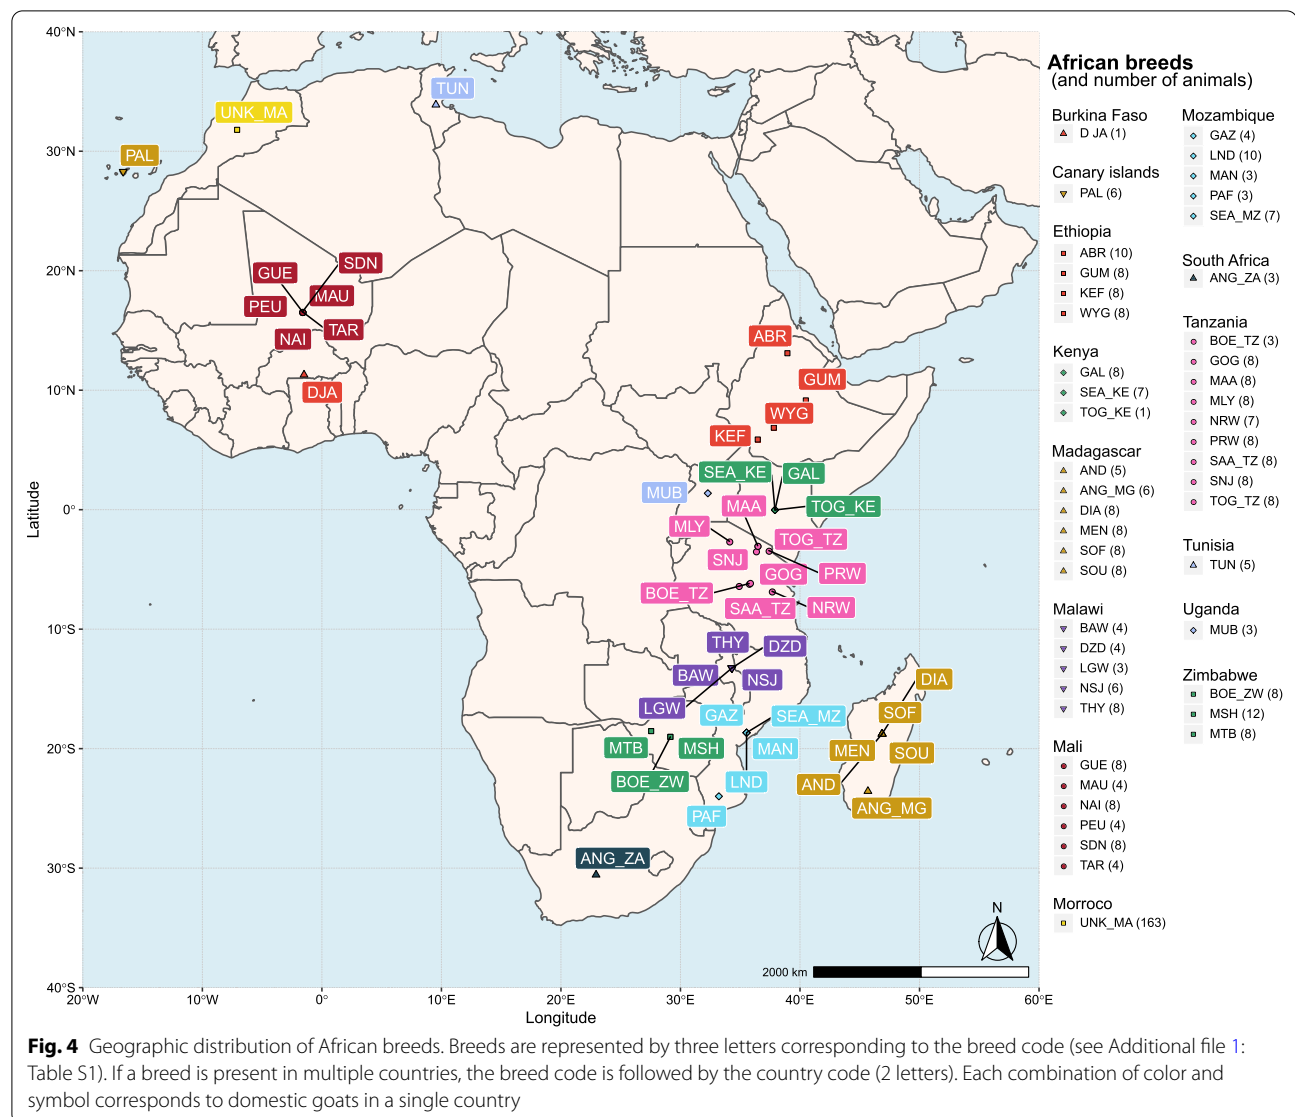 40°N
30°N
20°N
10°N
0°
10°S
20°S
30°S
40°S
20°W
10°W
0°
10°E
20°E
30°E
40°E
50°E
60°E
Latitude
Longitude
TUN
UNK_MA
PAL
SDN
GUE
MAU
PEU
TAR
NAI
DJA
ABR
GUM
WYG
KEF
SEA_KE
GAL
MUB
MAA
TOG_KE
MLY
TOG_TZ
SNJ
GOG
PRW
BOE_TZ
SAA_TZ
NRW
THY
DZD
BAW
NSJ
LGW
GAZ
SEA_MZ
MTB
MSH
MAN
BOE_ZW
LND
PAF
DIA
SOF
MEN
SOU
AND
ANG_MG
ANG_ZA
N
2000 km
African breeds
(and number of animals)
Burkina Faso
D JA (1)
Canary islands
PAL (6)
Ethiopia
ABR (10)
GUM (8)
KEF (8)
WYG (8)
Kenya
GAL (8)
SEA_KE (7)
TOG_KE (1)
Madagascar
AND (5)
ANG_MG (6)
DIA (8)
MEN (8)
SOF (8)
SOU (8)
Malawi
BAW (4)
DZD (4)
LGW (3)
NSJ (6)
THY (8)
Mali
GUE (8)
MAU (4)
NAI (8)
PEU (4)
SDN (8)
TAR (4)
Morroco
UNK_MA (163)
Mozambique
GAZ (4)
LND (10)
MAN (3)
PAF (3)
SEA_MZ (7)
South Africa
ANG_ZA (3)
Tanzania
BOE_TZ (3)
GOG (8)
MAA (8)
MLY (8)
NRW (7)
PRW (8)
SAA_TZ (8)
SNJ (8)
TOG_TZ (8)
Tunisia
TUN (5)
Uganda
MUB (3)
Zimbabwe
BOE_ZW (8)
MSH (12)
MTB (8)
Fig. 4 Geographic distribution of African breeds. Breeds are represented by three letters corresponding to the breed code (see Additional file 1:
Table S1). If a breed is present in multiple countries, the breed code is followed by the country code (2 letters). Each combination of color and
symbol corresponds to domestic goats in a single country